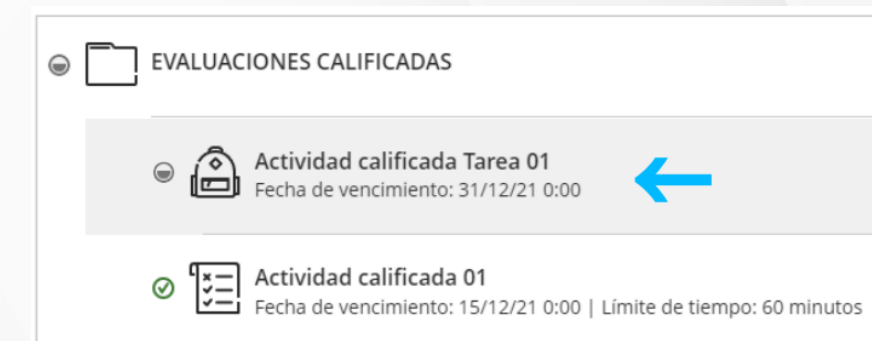 EVALUACIONES CALIFICADAS
Actividad calificada Tarea 01
Fecha de vencimiento: 31/12/21 0:00
Actividad calificada 01
Fecha de vencimiento: 15/12/21 0:00 | Límite de tiempo: 60 minutos